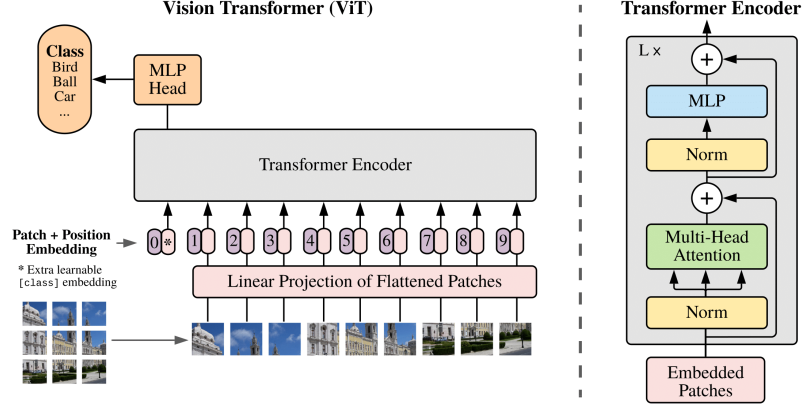 Vision Transformer (ViT)
Class
Bird
Ball
Car
...
MLP
Head
Transformer Encoder
Patch + Position
Embedding
0 * 1 2 3 4 5 6 7 8 9
* Extra learnable
[class] embedding
Linear Projection of Flattened Patches
Transformer Encoder
L ×
+
MLP
Norm
+
Multi-Head
Attention
Norm
Embedded
Patches